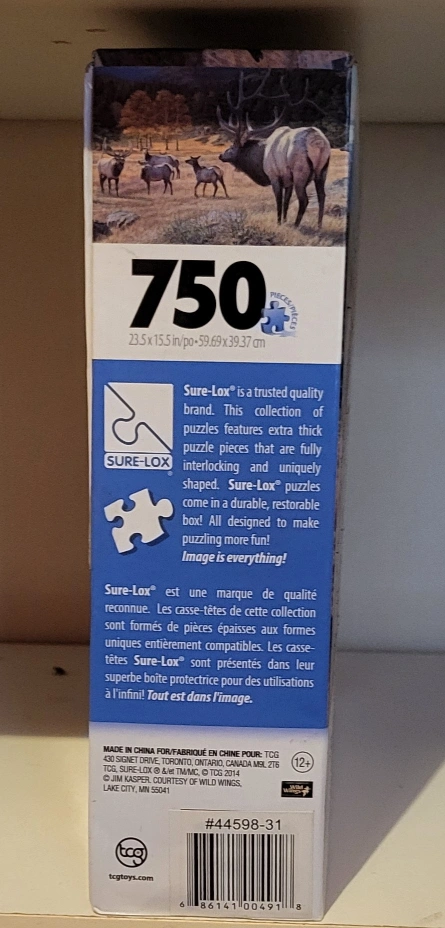 750
PIECES/PIÈCES
23.5 x 15.5 in/po • 59.69 x 39.37 cm
Sure-Lox® is a trusted quality
brand. This collection of
puzzles features extra thick
puzzle pieces that are fully
interlocking and uniquely
shaped. Sure-Lox® puzzles
come in a durable, restorable
box! All designed to make
puzzling more fun!
Image is everything!
SURE-LOX®
Sure-Lox® est une marque de qualité
reconnue. Les casse-têtes de cette collection
sont formés de pièces épaisses aux formes
uniques entièrement compatibles. Les casse-
têtes Sure-Lox® sont présentés dans leur
superbe boîte protectrice pour des utilisations
à l'infini! Tout est dans l'image.
MADE IN CHINA FOR/FABRIQUÉ EN CHINE POUR: TCG
430 SIGNET DRIVE, TORONTO, ONTARIO, CANADA M9L 2T6
TCG, SURE-LOX ® &/et TM/MC, © TCG 2014
© JIM KASPER. COURTESY OF WILD WINGS,
LAKE CITY, MN 55041
12+
Wild
Wings
tcg
tcgtoys.com
#44598-31
6 86141 00491 8